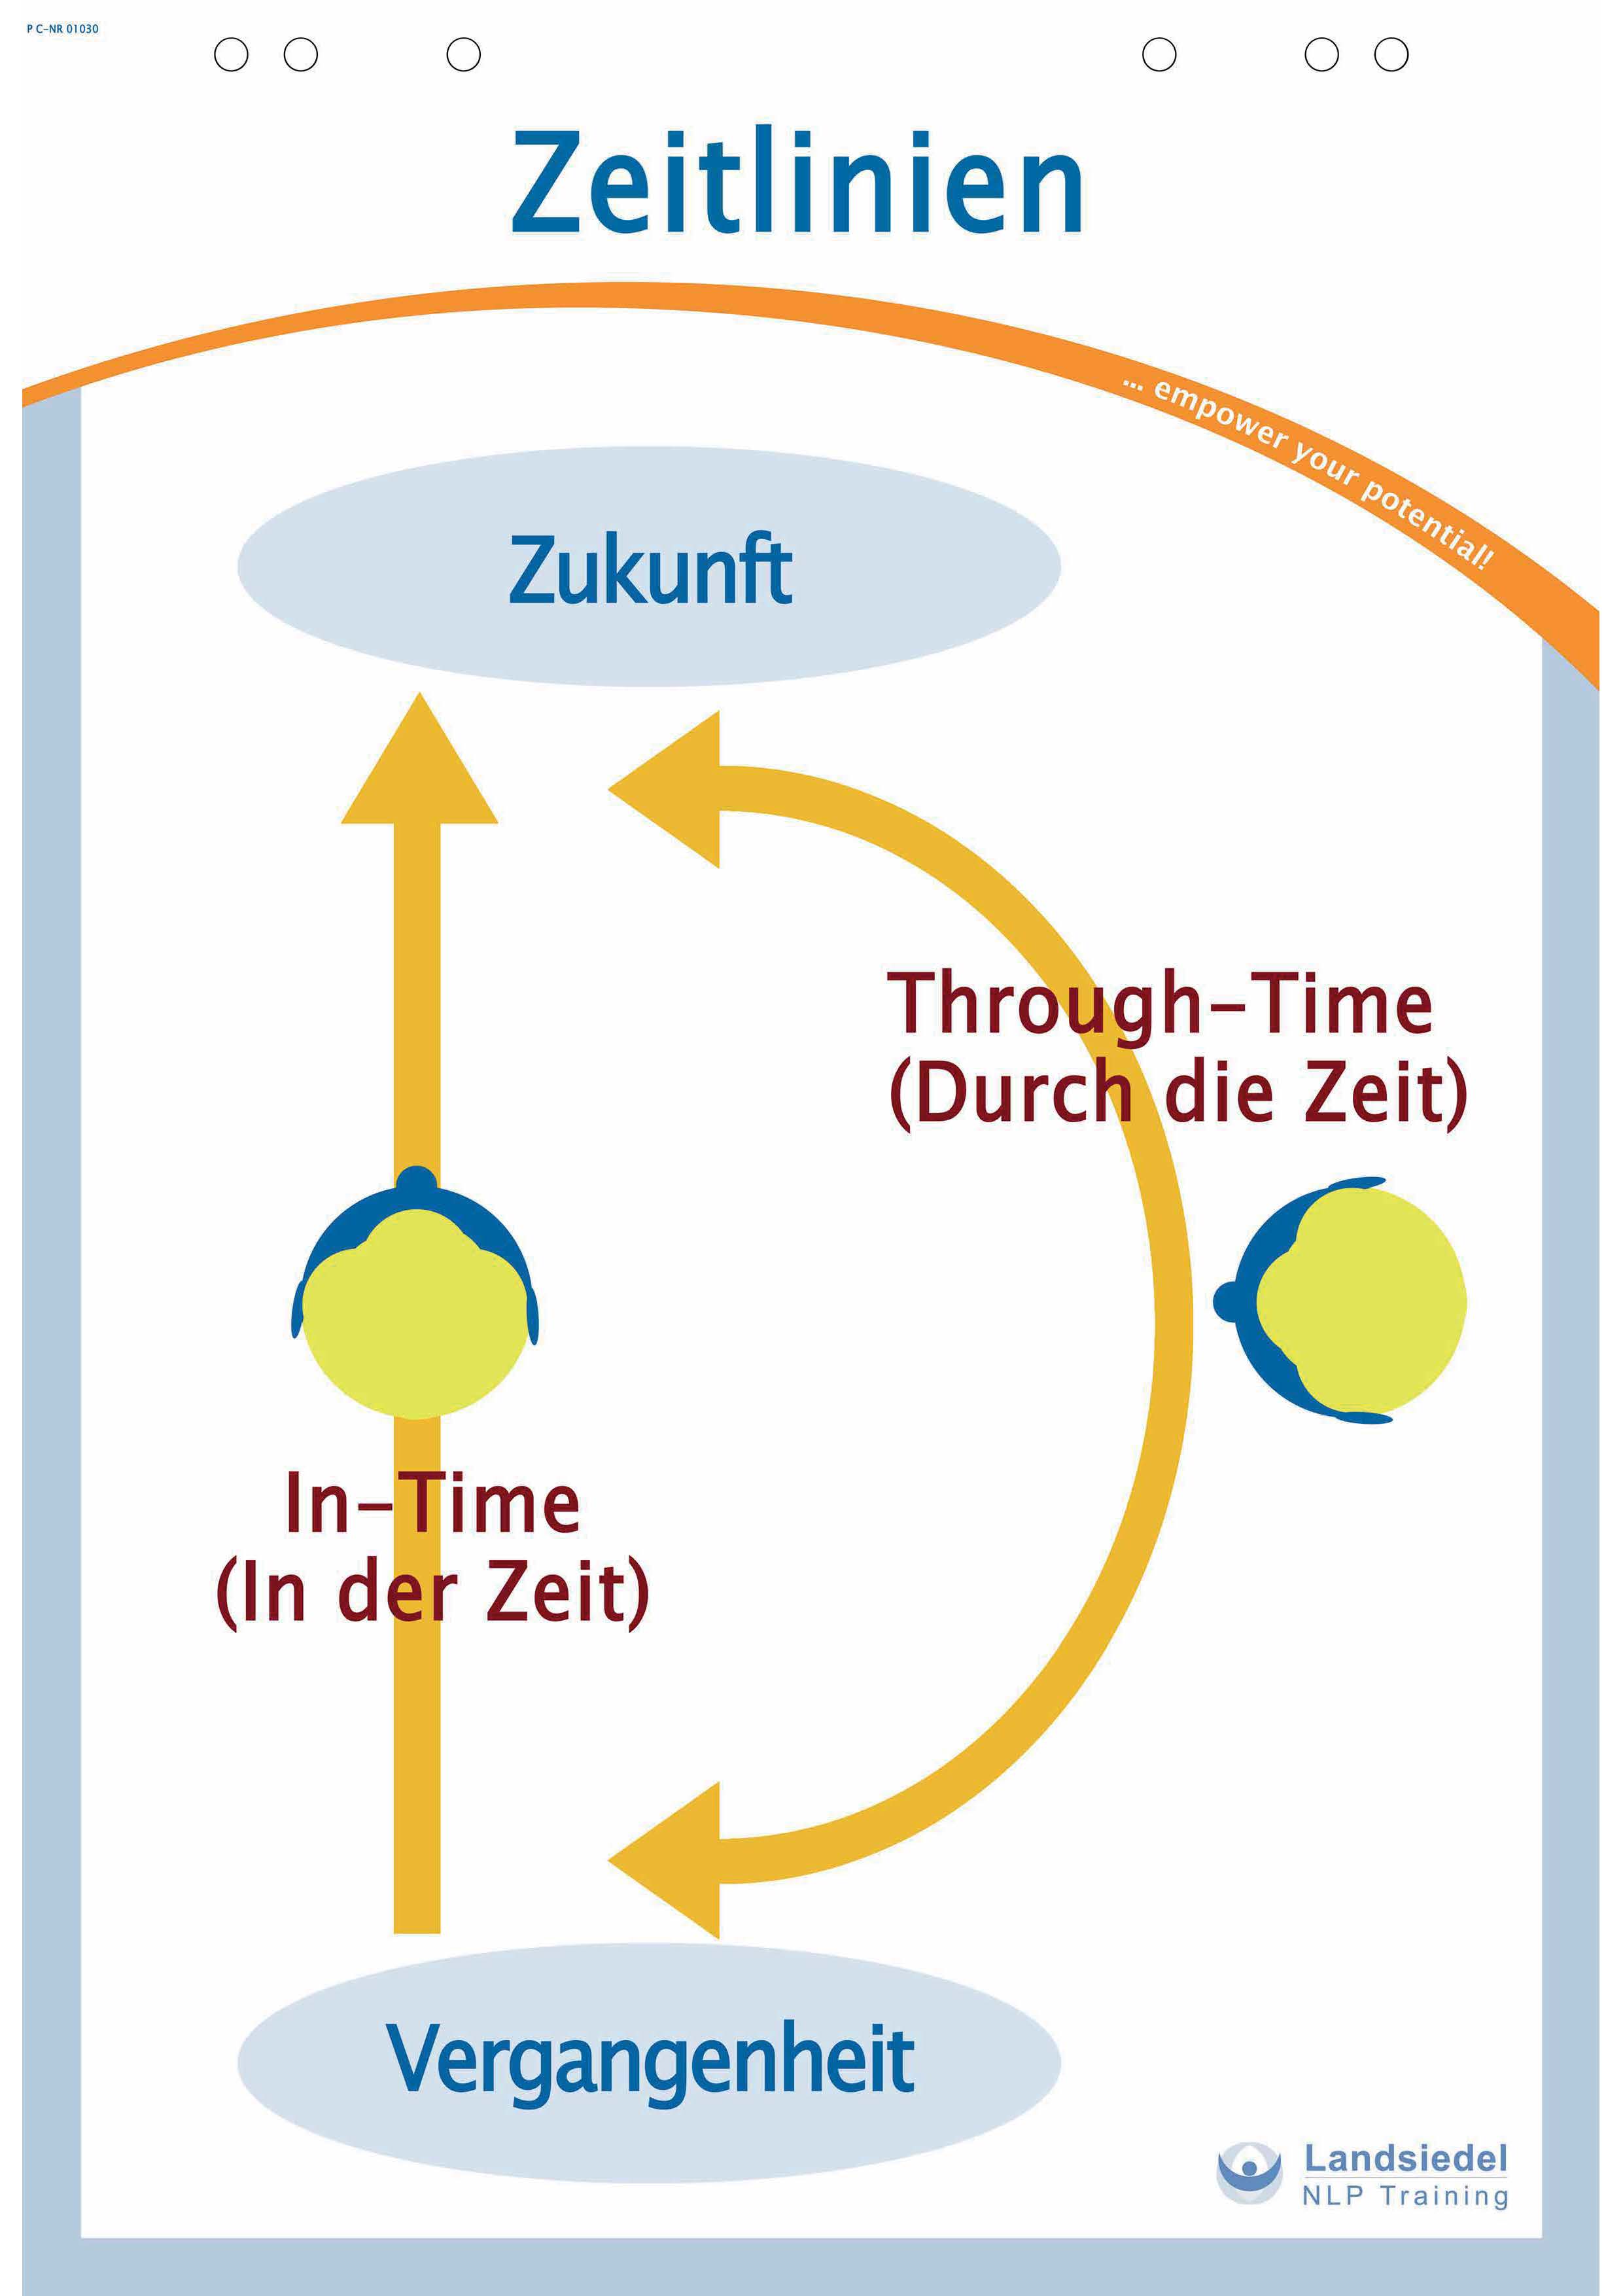 P C-NR 01030
Zeitlinien
... empower your potential!
Zukunft
Through-Time
(Durch die Zeit)
In-Time
(In der Zeit)
Vergangenheit
Landsiedel
NLP Training